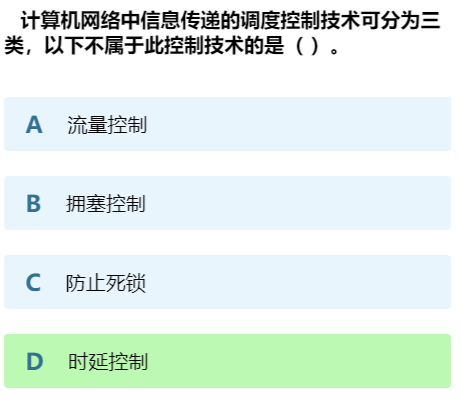 计算机网络中信息传递的调度控制技术可分为三
类，以下不属于此控制技术的是（ ）。
A 流量控制
B 拥塞控制
C 防止死锁
D 时延控制